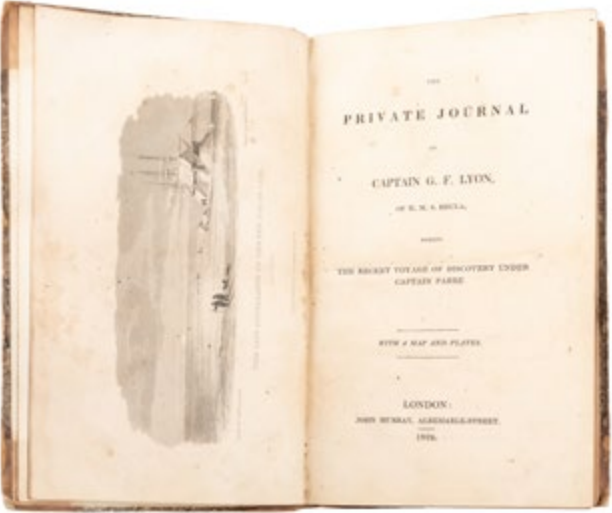 THE
PRIVATE JOURNAL
OF
CAPTAIN G. F. LYON,
OF H. M. S. HECLA,
DURING
THE RECENT VOYAGE OF DISCOVERY UNDER
CAPTAIN PARRY.
WITH A MAP AND PLATES.
LONDON:
JOHN MURRAY, ALBEMARLE-STREET.